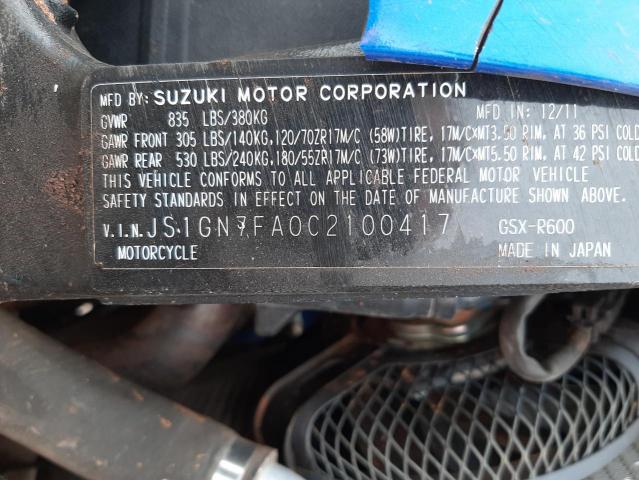 MFD BY: SUZUKI MOTOR CORPORATION
GVWR 835 LBS/380KG MFD IN: 12/11
GAWR FRONT 305 LBS/140KG,120/70ZR17M/C (58W)TIRE, 17M/C×MT3.50 RIM, AT 36 PSI COLD
GAWR REAR 530 LBS/240KG,180/55ZR17M/C (73W)TIRE, 17M/C×MT5.50 RIM, AT 42 PSI COLD
THIS VEHICLE CONFORMS TO ALL APPLICABLE FEDERAL MOTOR VEHICLE
SAFETY STANDARDS IN EFFECT ON THE DATE OF MANUFACTURE SHOWN ABOVE.
V.I.N. JS1GN7FA0C2100417 GSX-R600
MOTORCYCLE MADE IN JAPAN